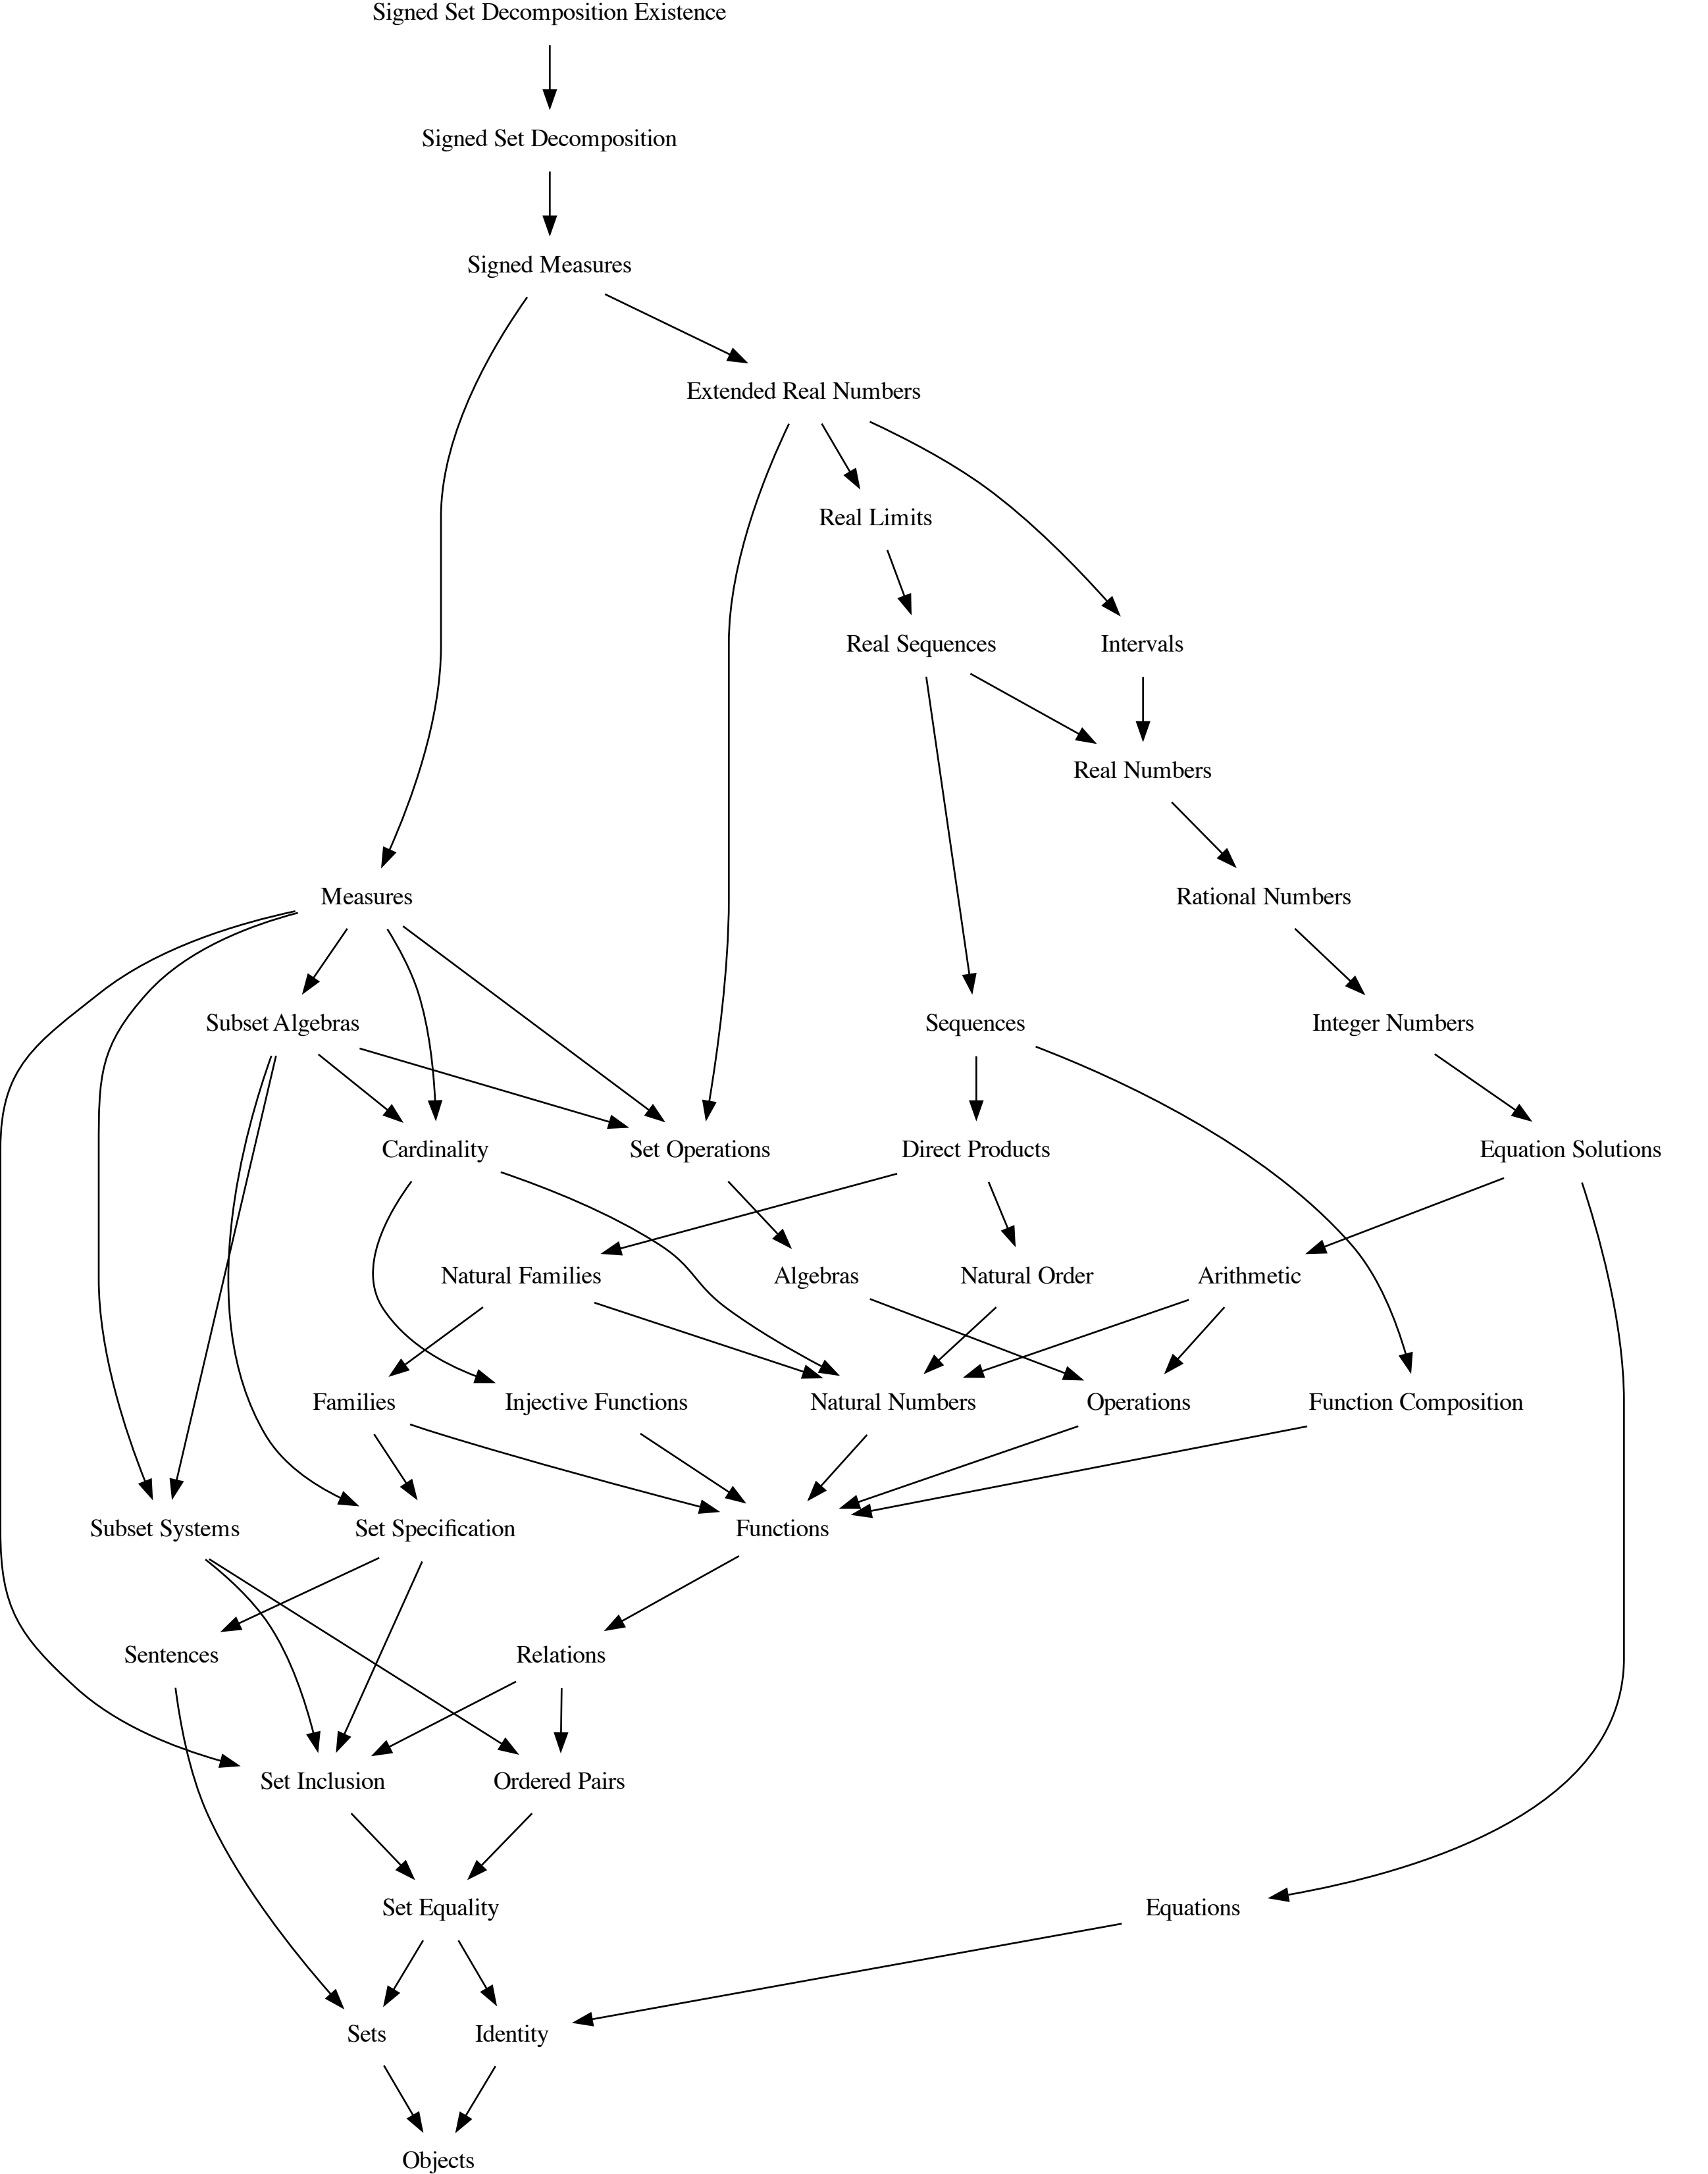 Signed Set Decomposition Existence
Signed Set Decomposition
Signed Measures
Extended Real Numbers
Real Limits
Real Sequences
Intervals
Real Numbers
Measures
Rational Numbers
Subset Algebras
Sequences
Integer Numbers
Cardinality
Set Operations
Direct Products
Equation Solutions
Natural Families
Algebras
Natural Order
Arithmetic
Families
Injective Functions
Natural Numbers
Operations
Function Composition
Subset Systems
Set Specification
Functions
Sentences
Relations
Set Inclusion
Ordered Pairs
Set Equality
Equations
Sets
Identity
Objects